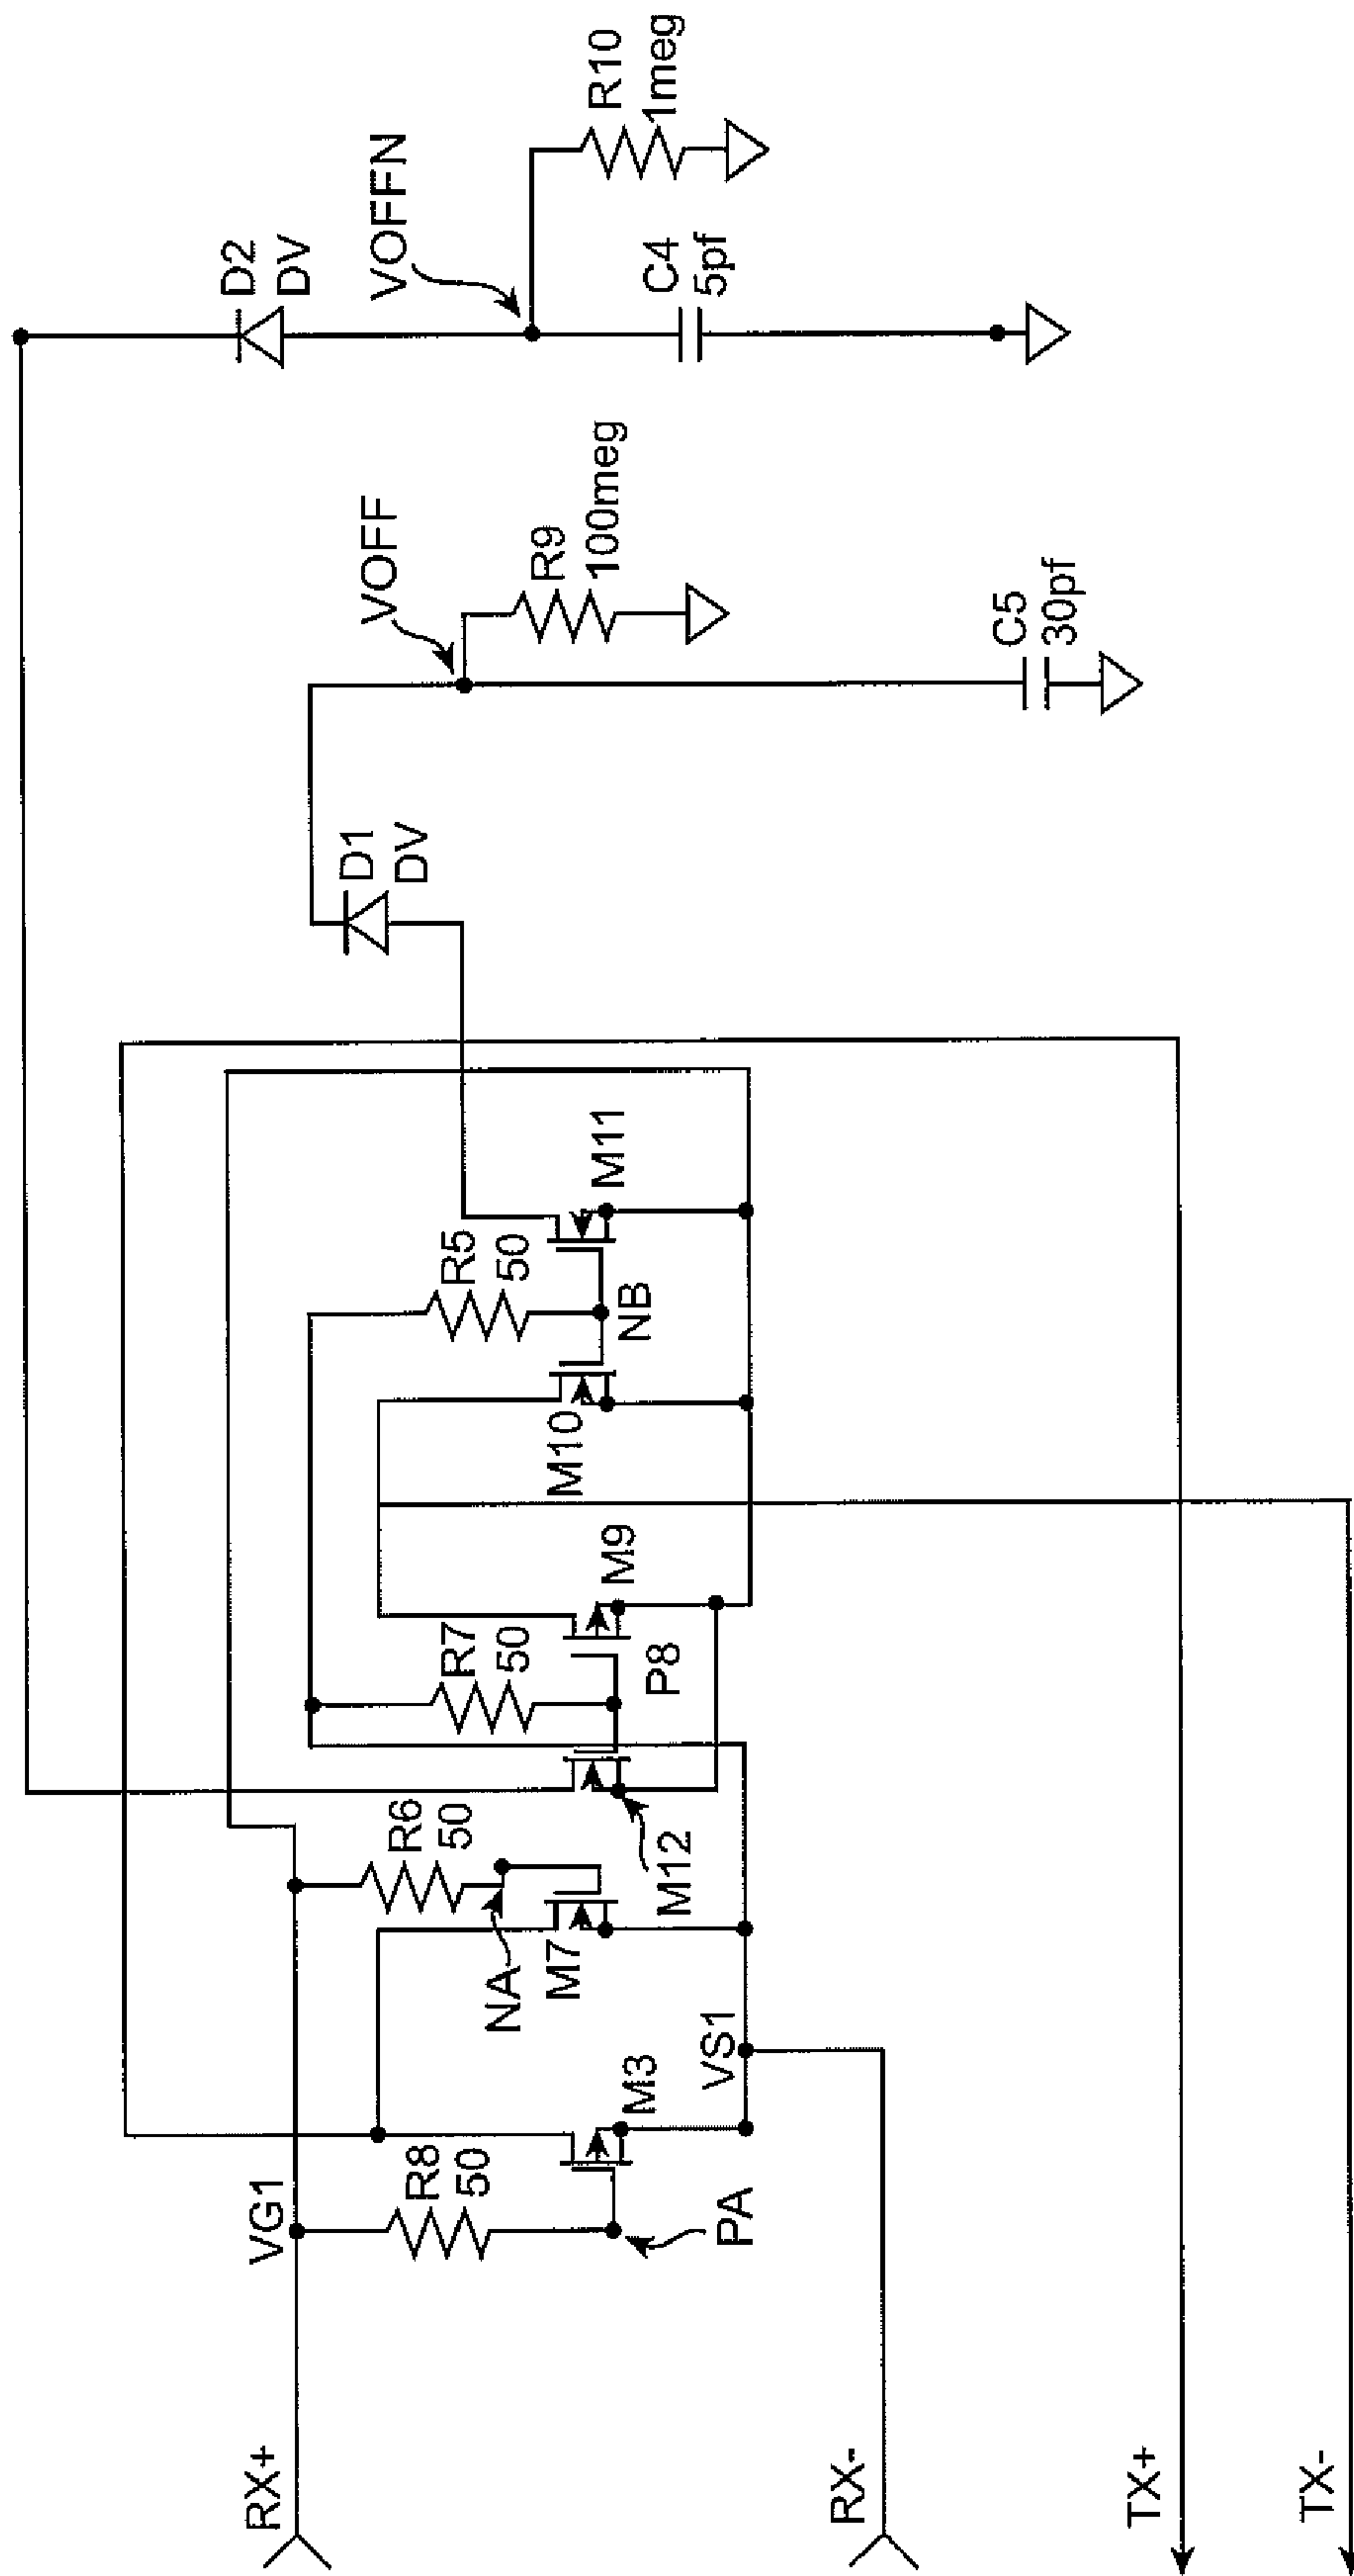 RX+
VG1
R8
50
PA
M3
VS1
RX-
TX+
TX-
NA
M7
R6
50
M12
R7
50
P8
M9
M10
NB
R5
50
M11
D1
DV
VOFF
R9
100meg
C5
30pf
D2
DV
VOFFN
C4
5pf
R10
1meg